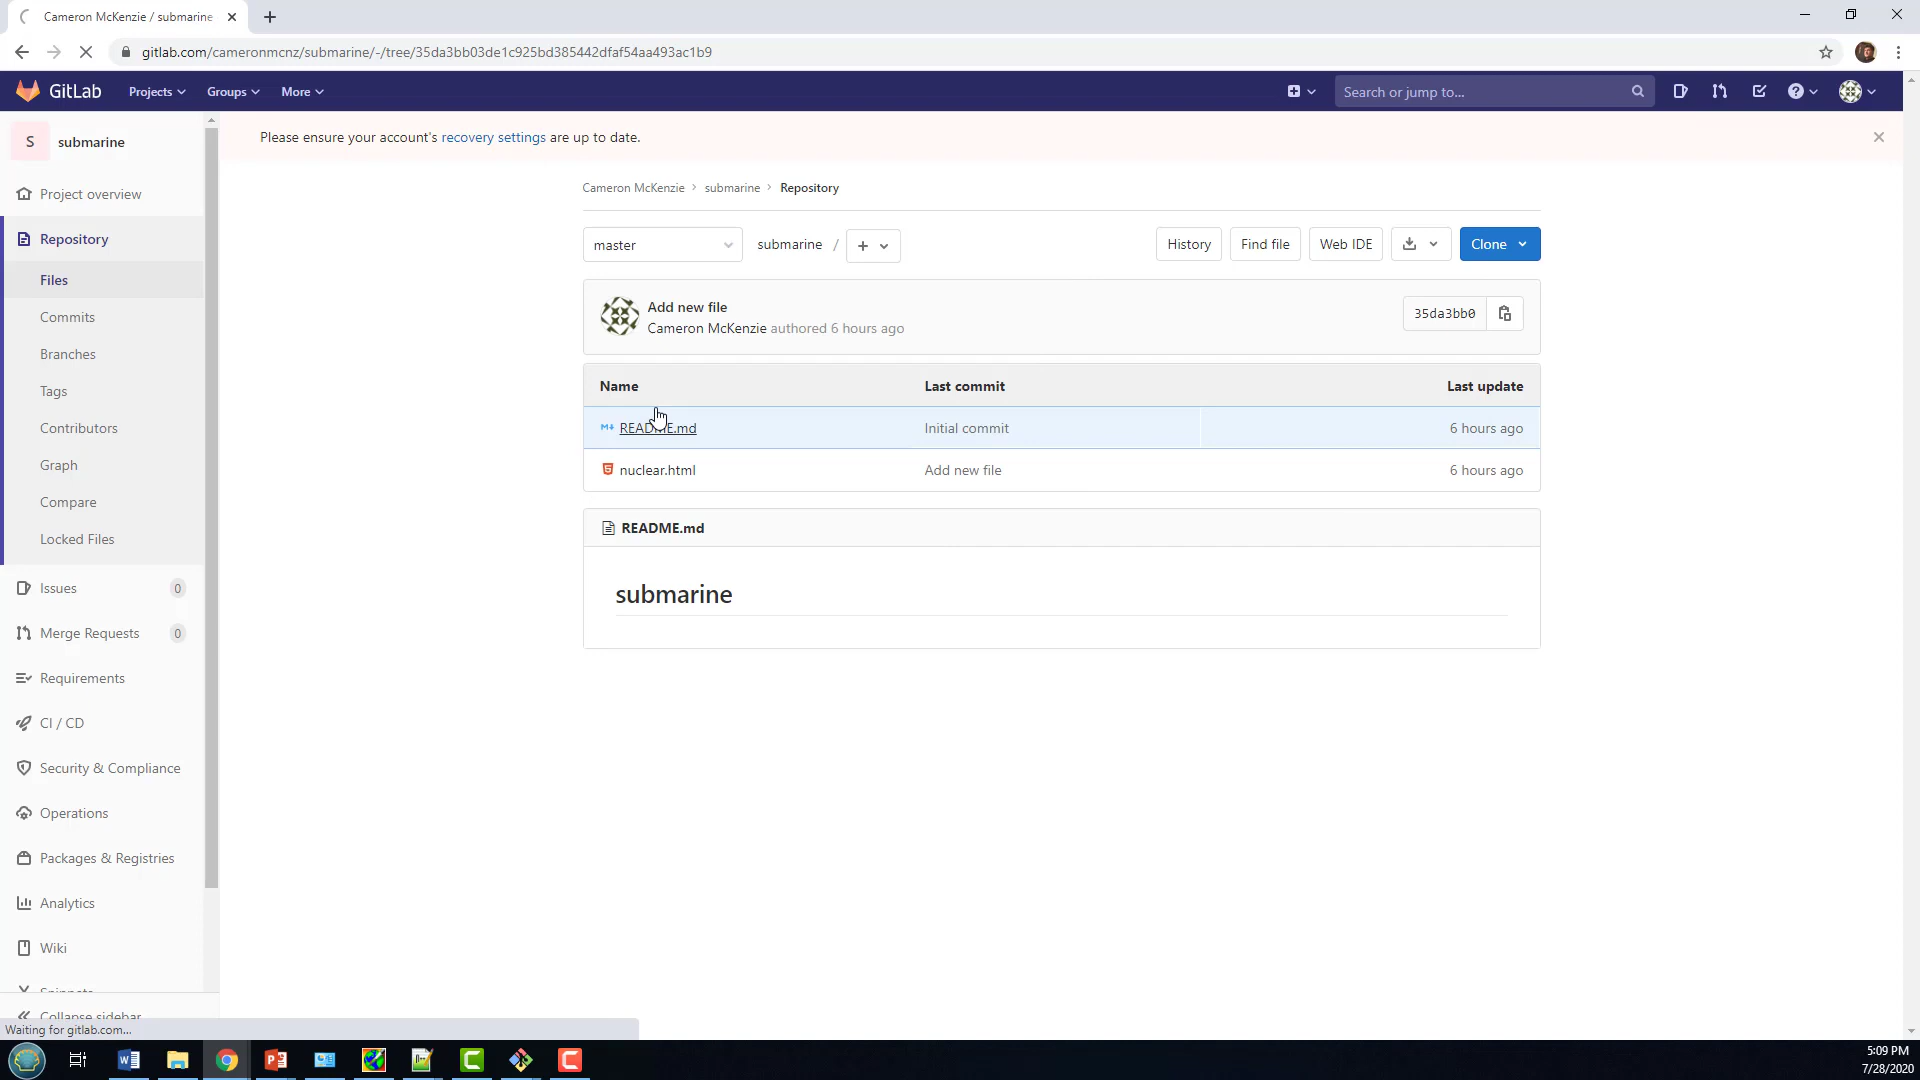 Cameron McKenzie / submarine
gitlab.com/cameronmcnz/submarine/-/tree/35da3bb03de1c925bd385442dfaf54aa493ac1b9
GitLab Projects Groups More Search or jump to...
S submarine
Please ensure your account's recovery settings are up to date.
Project overview
Repository
Files
Commits
Branches
Tags
Contributors
Graph
Compare
Locked Files
Issues 0
Merge Requests 0
Requirements
CI / CD
Security & Compliance
Operations
Packages & Registries
Analytics
Wiki
Snippets
Collapse sidebar
Cameron McKenzie > submarine > Repository
master submarine / + History Find file Web IDE Clone
Add new file
Cameron McKenzie authored 6 hours ago
35da3bb0
Name Last commit Last update
README.md Initial commit 6 hours ago
nuclear.html Add new file 6 hours ago
README.md
submarine
Waiting for gitlab.com...
5:09 PM
7/28/2020